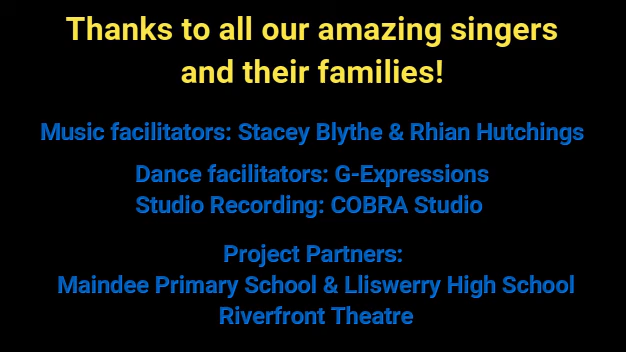 Thanks to all our amazing singers
and their families!
Music facilitators: Stacey Blythe & Rhian Hutchings
Dance facilitators: G-Expressions
Studio Recording: COBRA Studio
Project Partners:
Maindee Primary School & Lliswerry High School
Riverfront Theatre